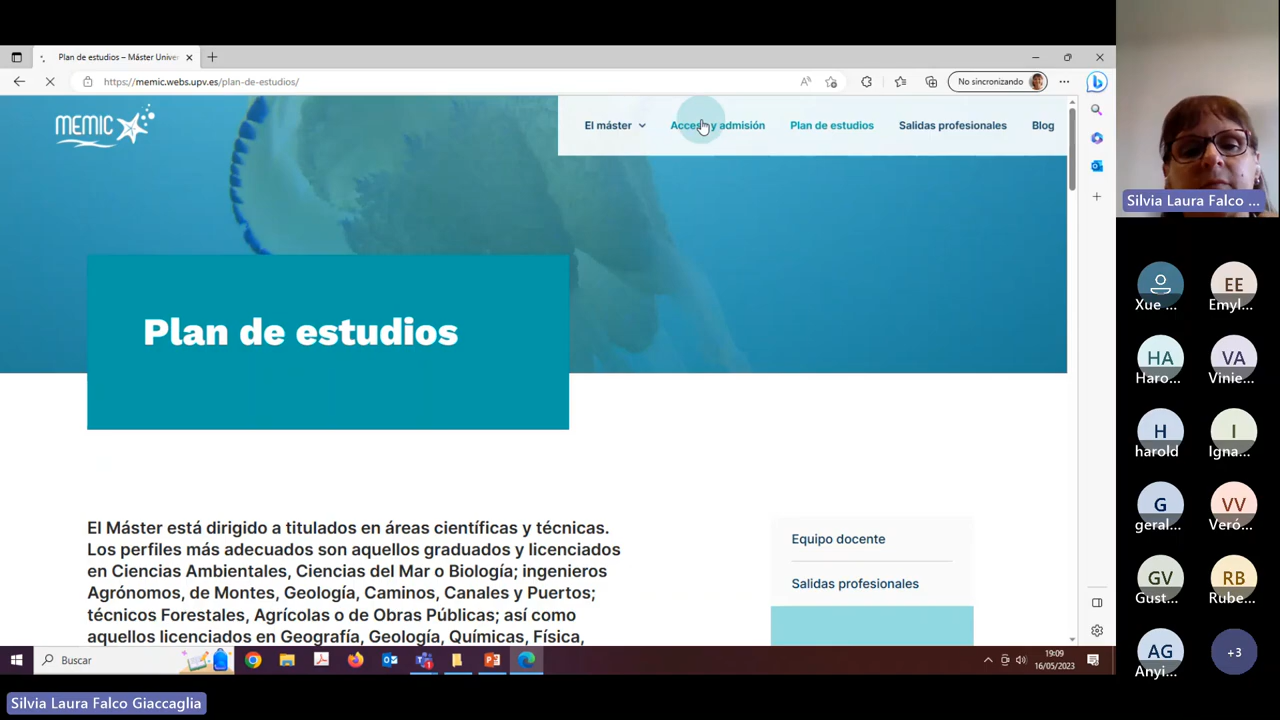 Plan de estudios – Máster Univer
https://memic.webs.upv.es/plan-de-estudios/
No sincronizando
MEMIC
El máster
Acceso y admisión
Plan de estudios
Salidas profesionales
Blog
Plan de estudios
El Máster está dirigido a titulados en áreas científicas y técnicas.
Los perfiles más adecuados son aquellos graduados y licenciados
en Ciencias Ambientales, Ciencias del Mar o Biología; ingenieros
Agrónomos, de Montes, Geología, Caminos, Canales y Puertos;
técnicos Forestales, Agrícolas o de Obras Públicas; así como
aquellos licenciados en Geografía, Geología, Químicas, Física,
Equipo docente
Salidas profesionales
Buscar
19:09
16/05/2023
Silvia Laura Falco Giaccaglia
Silvia Laura Falco ...
Xue ...
EE
Emyl...
HA
Haro...
VA
Vinie...
H
harold
I
Igna...
G
geral...
VV
Veró...
GV
Gust...
RB
Rube...
AG
Anyi...
+3